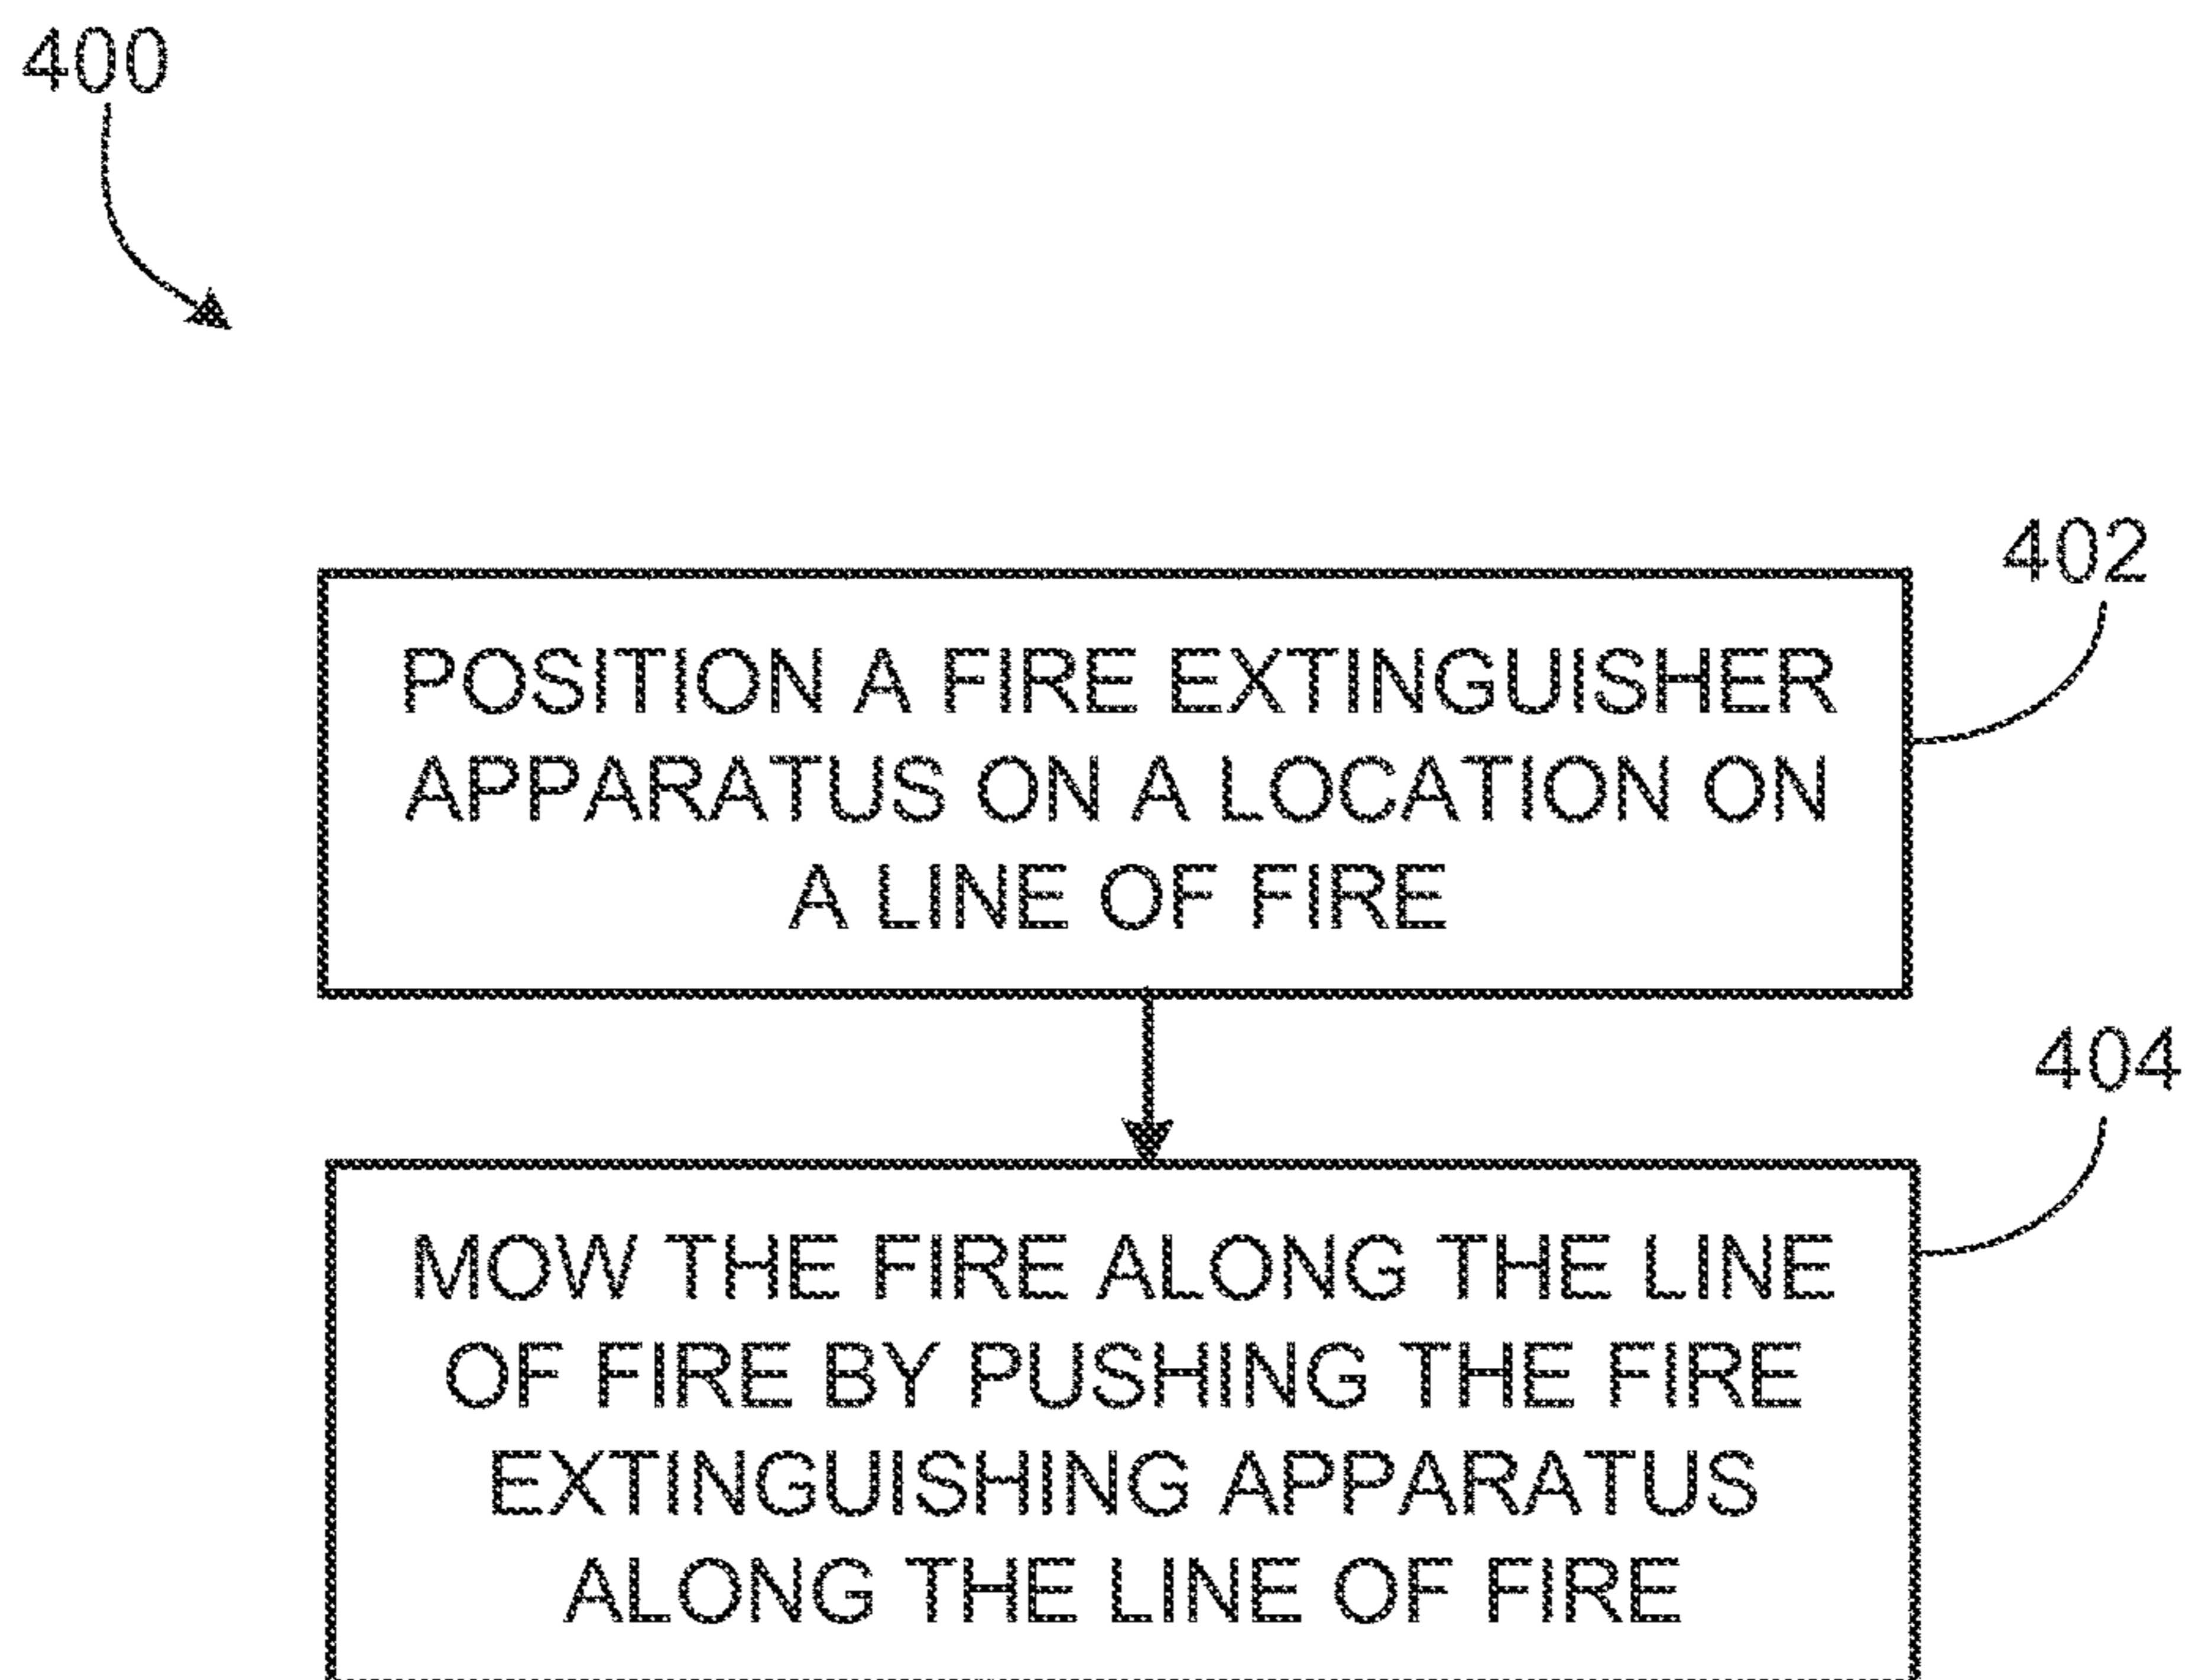 400
402
POSITION A FIRE EXTINGUISHER
APPARATUS ON A LOCATION ON
A LINE OF FIRE
404
MOW THE FIRE ALONG THE LINE
OF FIRE BY PUSHING THE FIRE
EXTINGUISHING APPARATUS
ALONG THE LINE OF FIRE